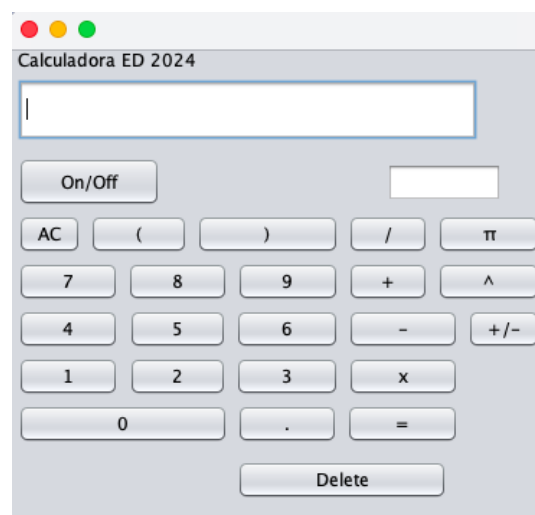 Calculadora ED 2024
On/Off
AC ( ) / π
7 8 9 + ^
4 5 6 - +/-
1 2 3 x
0 . =
Delete